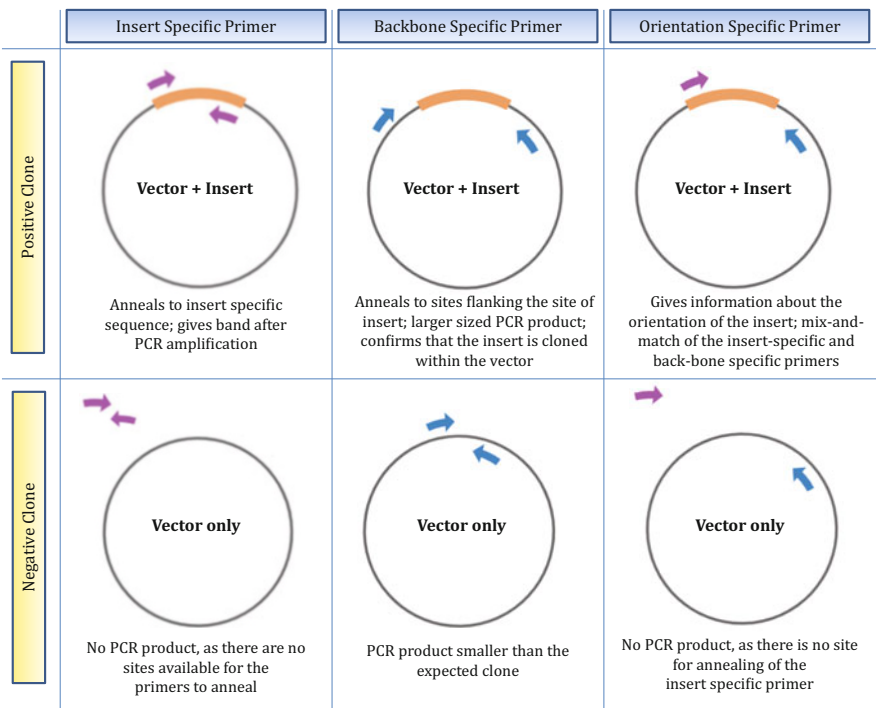 Insert Specific Primer
Backbone Specific Primer
Orientation Specific Primer
Positive Clone
Vector + Insert
Anneals to insert specific
sequence; gives band after
PCR amplification
Vector + Insert
Anneals to sites flanking the site of
insert; larger sized PCR product;
confirms that the insert is cloned
within the vector
Vector + Insert
Gives information about the
orientation of the insert; mix-and-
match of the insert-specific and
back-bone specific primers
Negative Clone
Vector only
No PCR product, as there are no
sites available for the
primers to anneal
Vector only
PCR product smaller than the
expected clone
Vector only
No PCR product, as there is no site
for annealing of the
insert specific primer